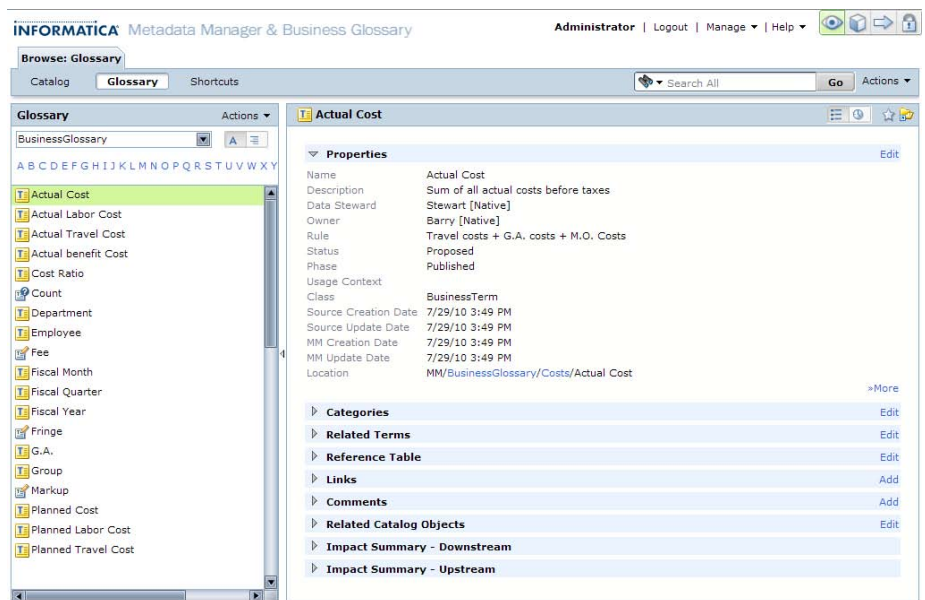 INFORMATICA Metadata Manager & Business Glossary
Administrator | Logout | Manage ▾ | Help ▾
Browse: Glossary
Catalog Glossary Shortcuts
Search All Go Actions ▾
Glossary Actions ▾
BusinessGlossary
A
A B C D E F G H I J K L M N O P Q R S T U V W X Y
Actual Cost
Actual Labor Cost
Actual Travel Cost
Actual benefit Cost
Cost Ratio
Count
Department
Employee
Fee
Fiscal Month
Fiscal Quarter
Fiscal Year
Fringe
G.A.
Group
Markup
Planned Cost
Planned Labor Cost
Planned Travel Cost
Actual Cost
Properties Edit
Name Actual Cost
Description Sum of all actual costs before taxes
Data Steward Stewart [Native]
Owner Barry [Native]
Rule Travel costs + G.A. costs + M.O. Costs
Status Proposed
Phase Published
Usage Context
Class BusinessTerm
Source Creation Date 7/29/10 3:49 PM
Source Update Date 7/29/10 3:49 PM
MM Creation Date 7/29/10 3:49 PM
MM Update Date 7/29/10 3:49 PM
Location MM/BusinessGlossary/Costs/Actual Cost
»More
Categories Edit
Related Terms Edit
Reference Table Edit
Links Add
Comments Add
Related Catalog Objects Edit
Impact Summary - Downstream
Impact Summary - Upstream